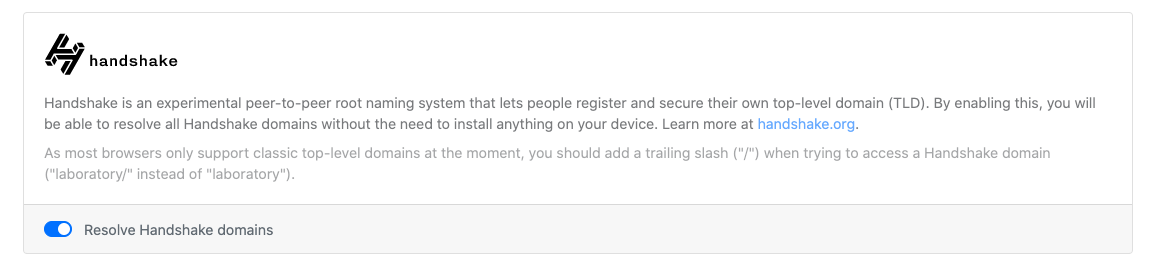 handshake
Handshake is an experimental peer-to-peer root naming system that lets people register and secure their own top-level domain (TLD). By enabling this, you will
be able to resolve all Handshake domains without the need to install anything on your device. Learn more at handshake.org.
As most browsers only support classic top-level domains at the moment, you should add a trailing slash ("/") when trying to access a Handshake domain
("laboratory/" instead of "laboratory").
Resolve Handshake domains